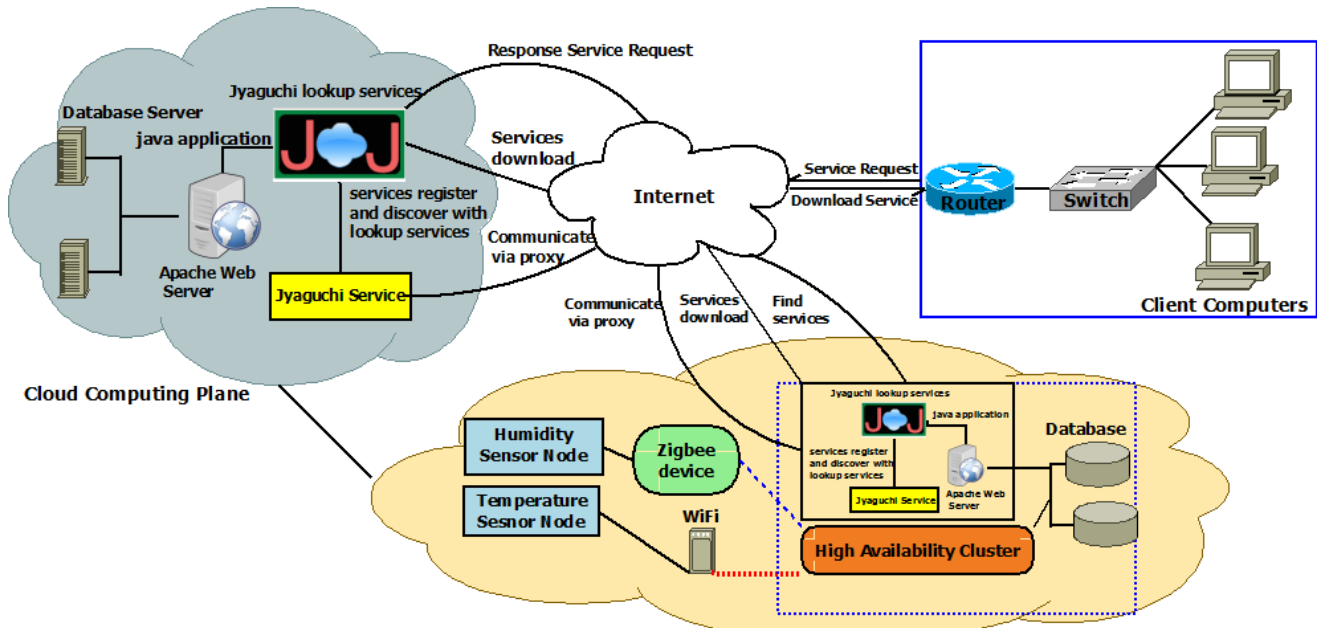 Response Service Request
Jyaguchi lookup services
Database Server
java application
JOJ
Services
download
services register
and discover with
lookup services
Communicate
via proxy
Apache Web
Server
Jyaguchi Service
Internet
Service Request
Download Service
Router
Switch
Client Computers
Communicate
via proxy
Services
download
Find
services
Cloud Computing Plane
Humidity
Sensor Node
Zigbee
device
Temperature
Sesnor Node
WiFi
Jyaguchi lookup services
JOJ
java application
services register
and discover with
lookup services
Jyaguchi Service
Apache Web
Server
Database
High Availability Cluster